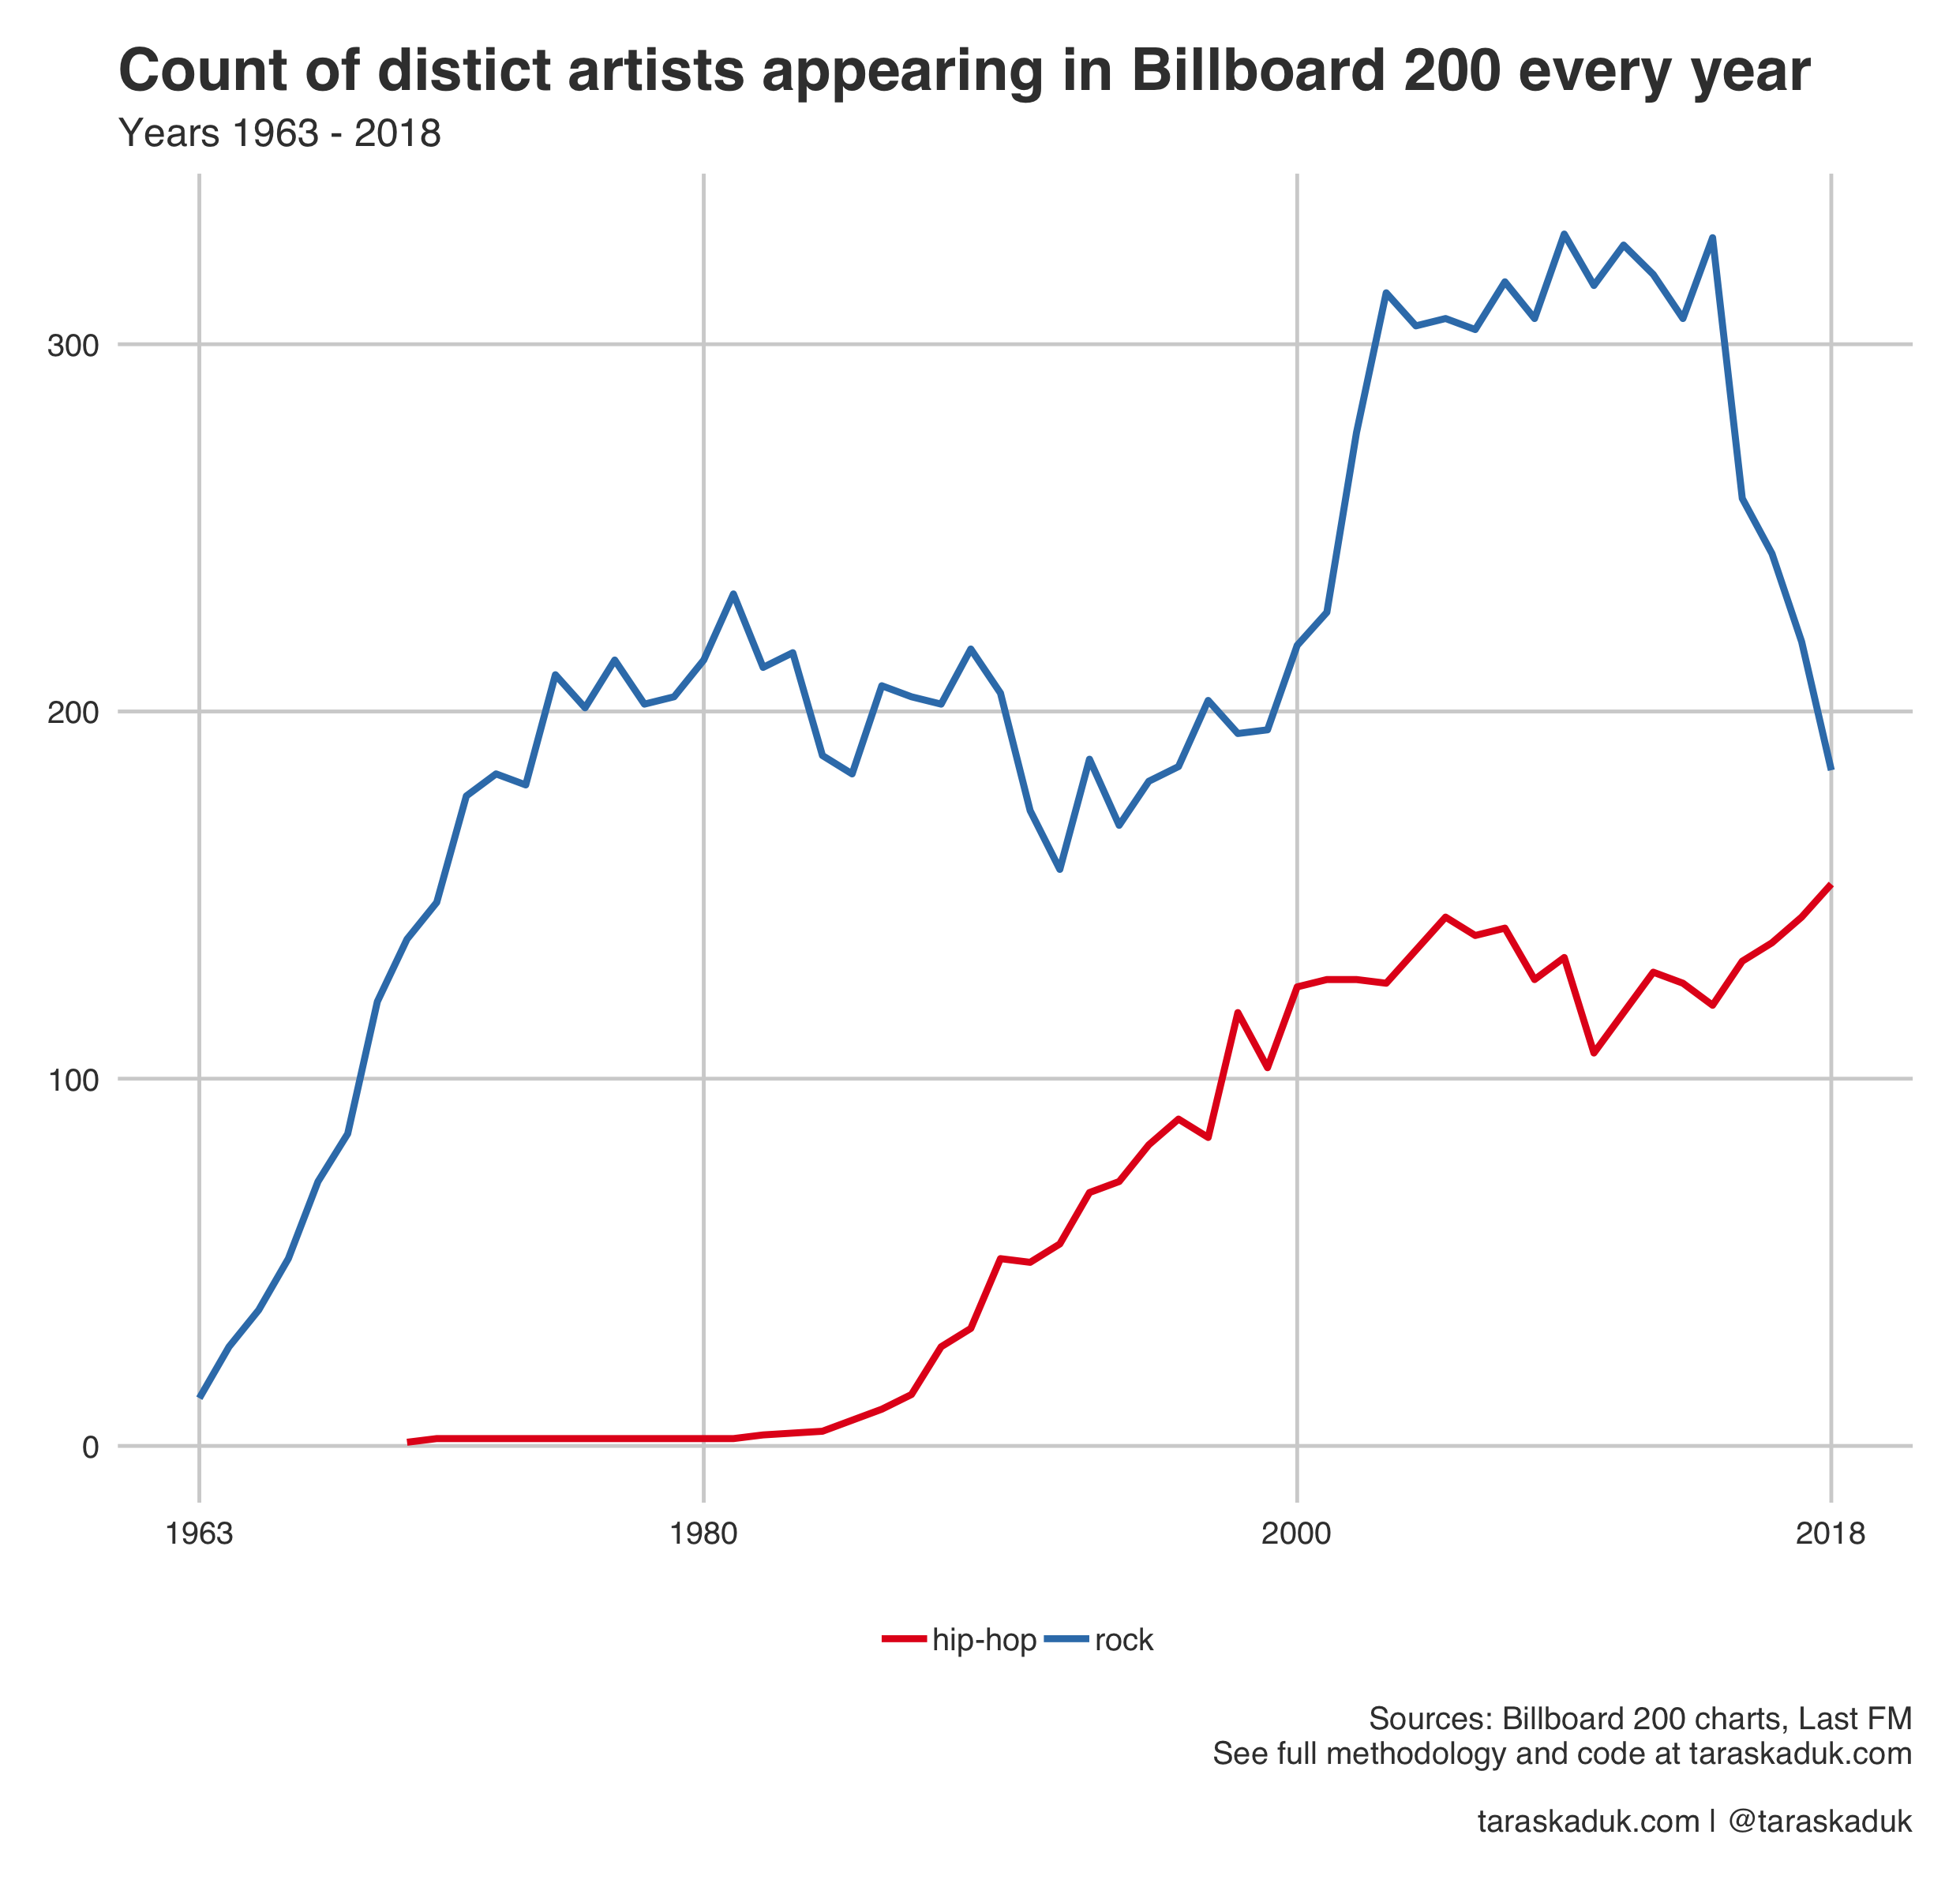 Count of distict artists appearing in Billboard 200 every year
Years 1963 - 2018
300
200
100
0
1963 1980 2000 2018
hip-hop rock
Sources: Billboard 200 charts, Last FM
See full methodology and code at taraskaduk.com
taraskaduk.com | @taraskaduk